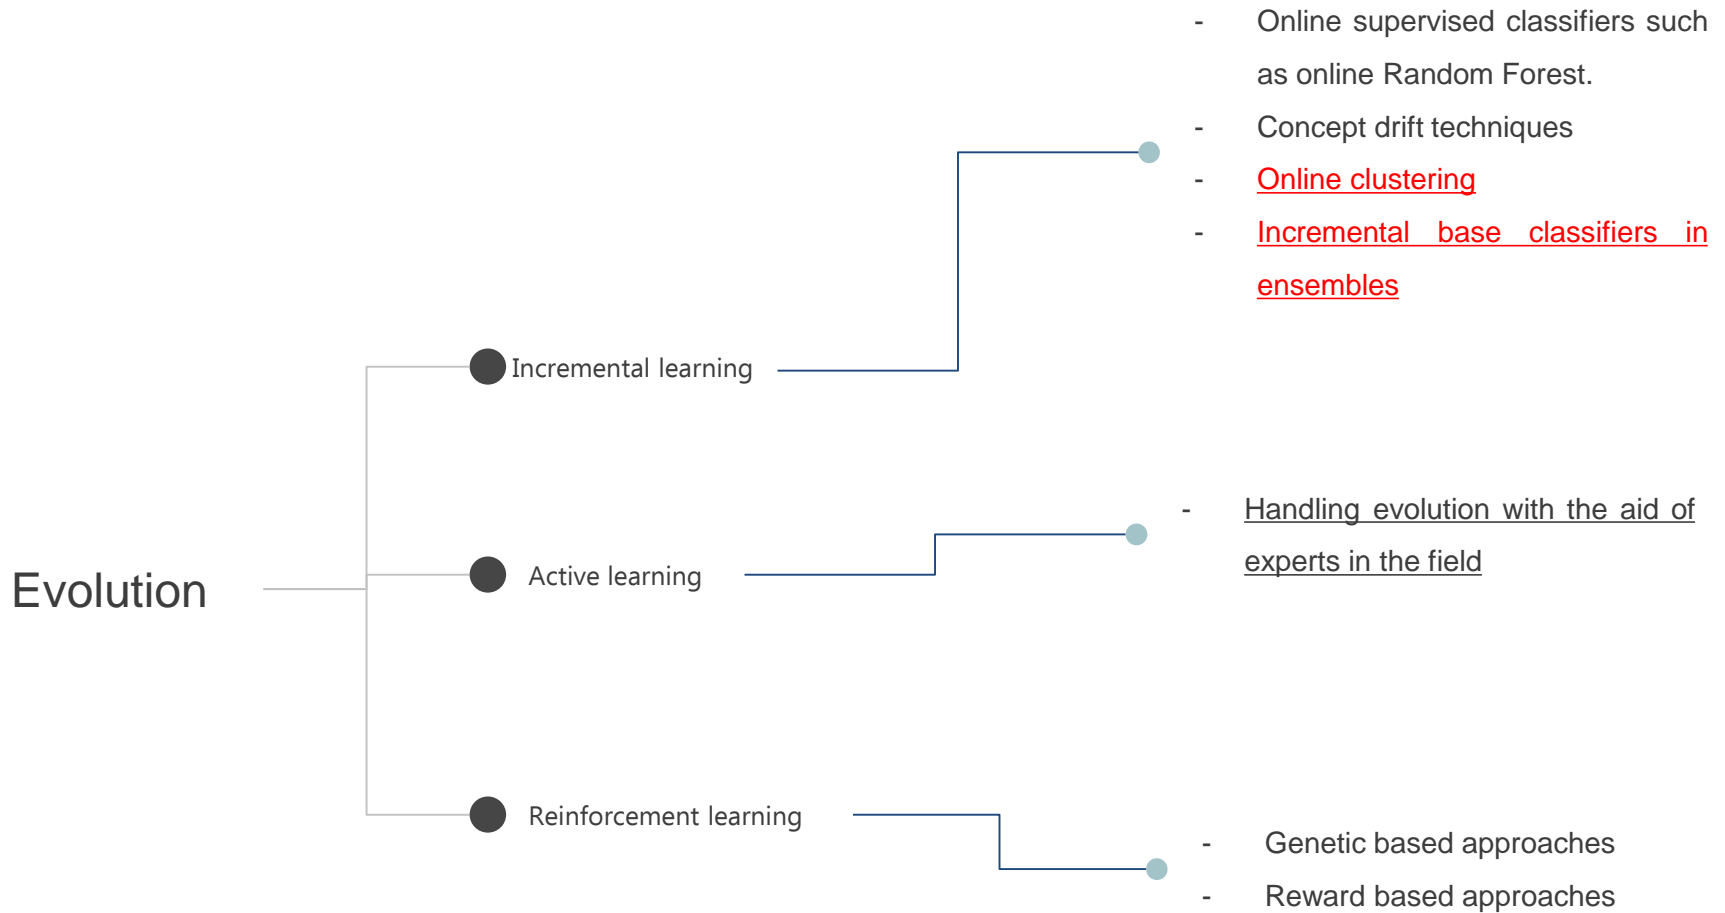 Evolution
Incremental learning
- Online supervised classifiers such
as online Random Forest.
- Concept drift techniques
- Online clustering
- Incremental base classifiers in
ensembles
Active learning
- Handling evolution with the aid of
experts in the field
Reinforcement learning
- Genetic based approaches
- Reward based approaches